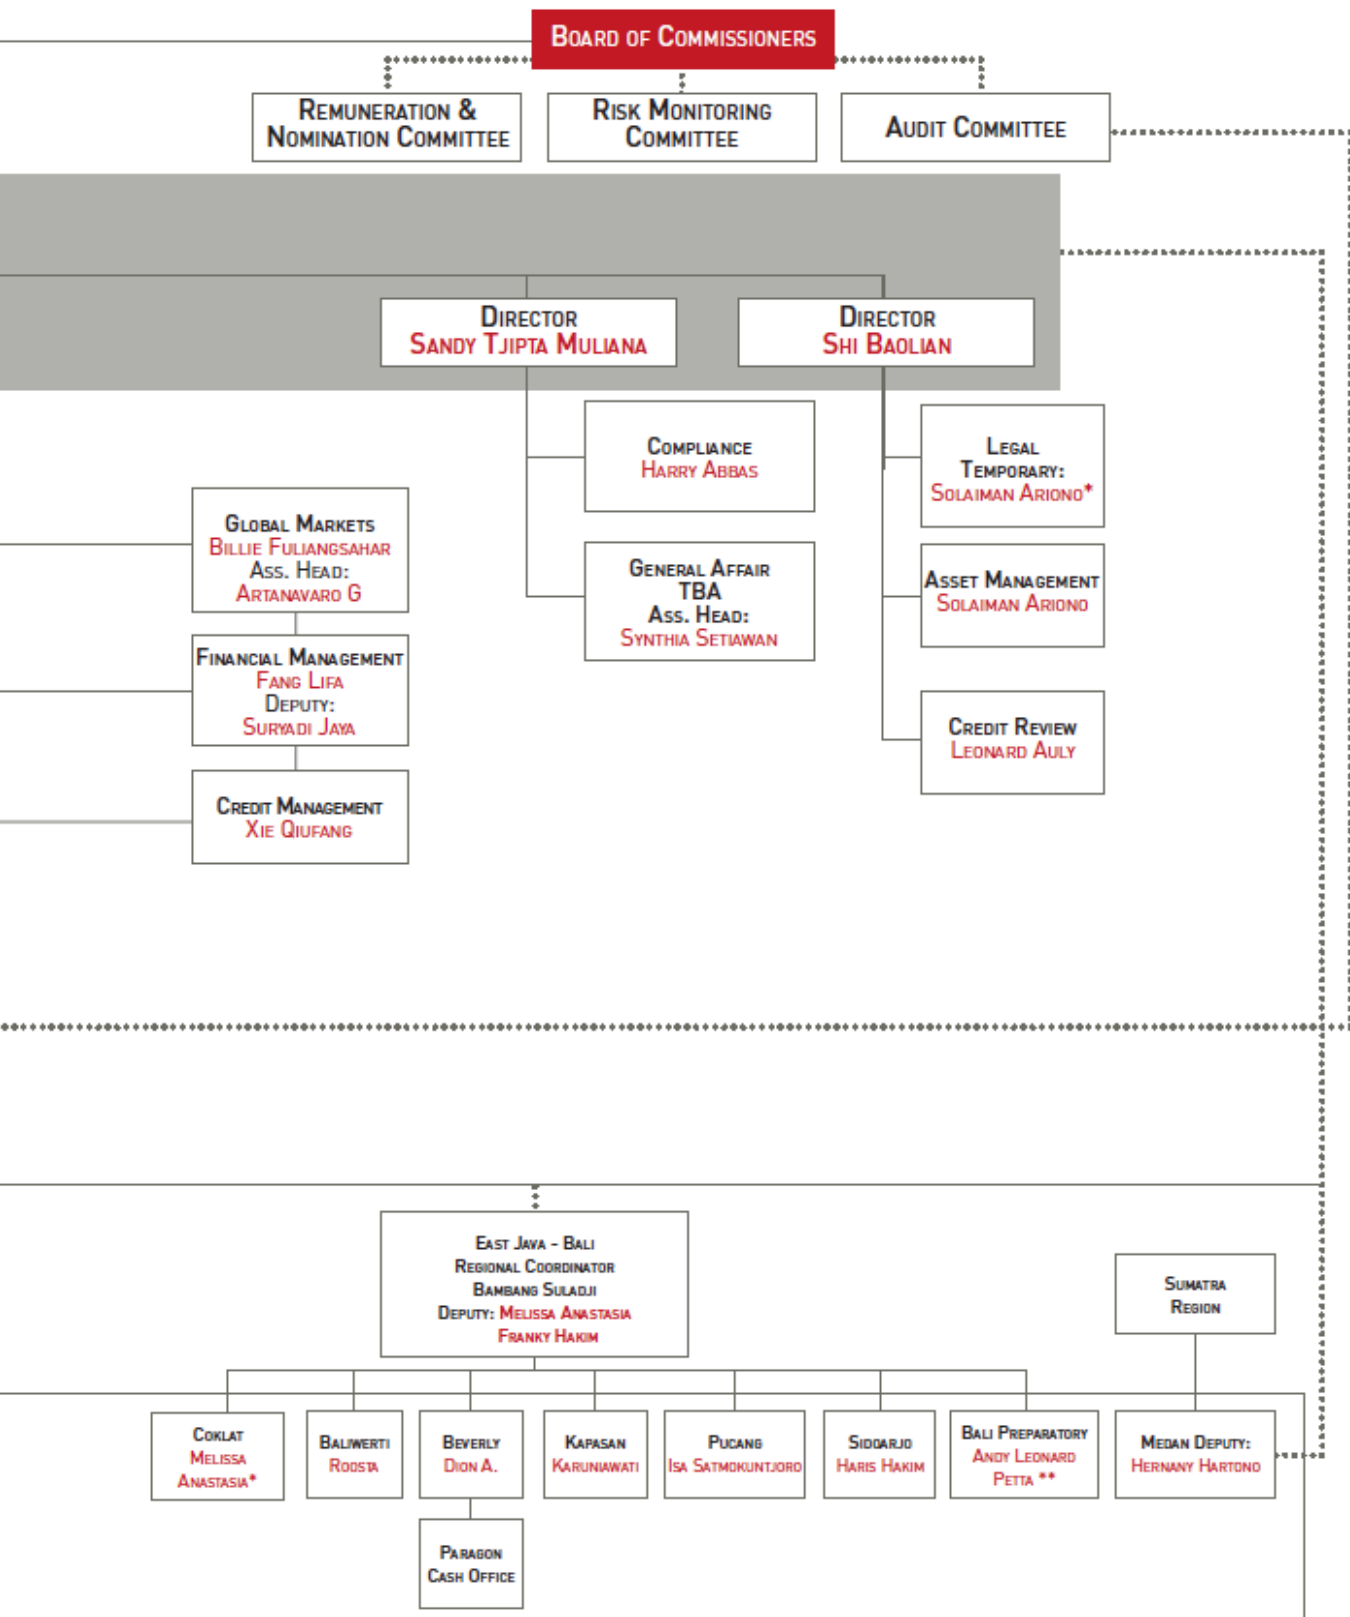 BOARD OF COMMISSIONERS
REMUNERATION &
NOMINATION COMMITTEE
RISK MONITORING
COMMITTEE
AUDIT COMMITTEE
DIRECTOR
SANDY TJIPTA MULIANA
DIRECTOR
SHI BAOLIAN
COMPLIANCE
HARRY ABBAS
LEGAL
TEMPORARY:
SOLAIMAN ARIONO*
GLOBAL MARKETS
BILLIE FULIANGSAHAR
ASS. HEAD:
ARTANAVARO G
GENERAL AFFAIR
TBA
ASS. HEAD:
SYNTHIA SETIAWAN
ASSET MANAGEMENT
SOLAIMAN ARIONO
FINANCIAL MANAGEMENT
FANG LIFA
DEPUTY:
SURYADI JAYA
CREDIT REVIEW
LEONARD AULY
CREDIT MANAGEMENT
XIE QIUFANG
EAST JAVA - BALI
REGIONAL COORDINATOR
BAMBANG SULADJI
DEPUTY: MELISSA ANASTASIA
FRANKY HAKIM
SUMATRA
REGION
COKLAT
MELISSA
ANASTASIA*
BALIWERTI
ROOSTA
BEVERLY
DION A.
KAPASAN
KARUNIAWATI
PUCANG
ISA SATMOKUNTJORO
SIDOARJO
HARIS HAKIM
BALI PREPARATORY
ANDY LEONARD
PETTA **
MEDAN DEPUTY:
HERNANY HARTONO
PARAGON
CASH OFFICE